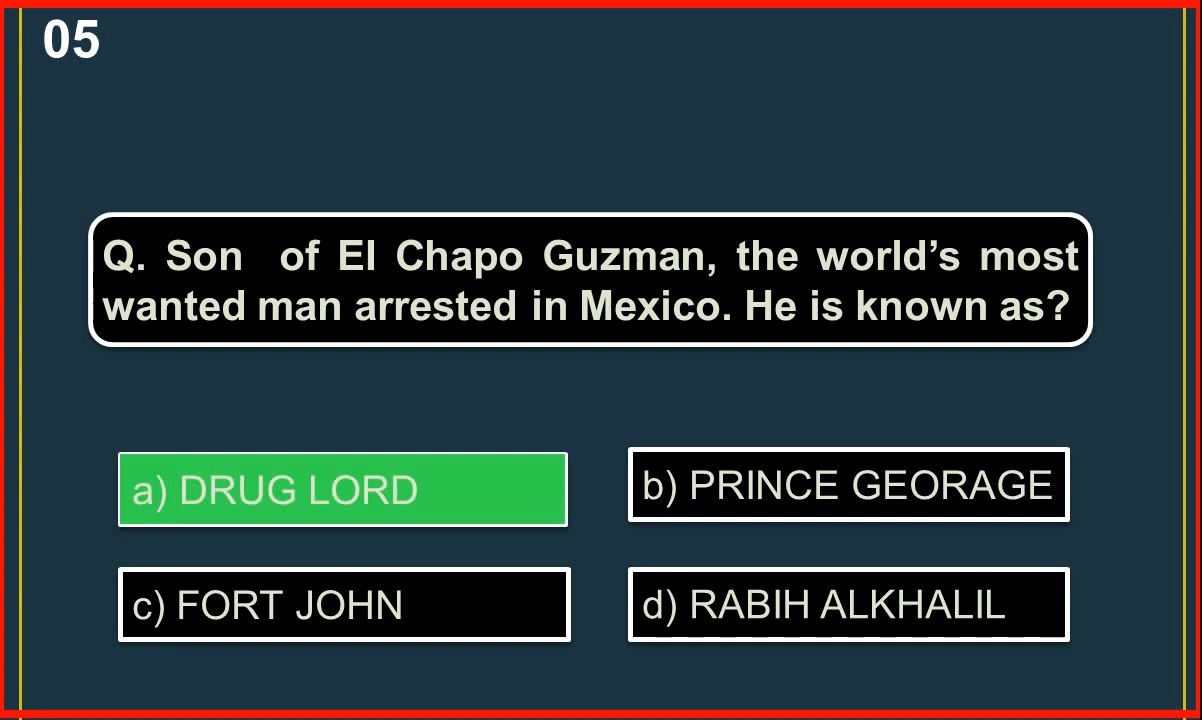 05
Q. Son of El Chapo Guzman, the world’s most
wanted man arrested in Mexico. He is known as?
a) DRUG LORD
b) PRINCE GEORAGE
c) FORT JOHN
d) RABIH ALKHALIL